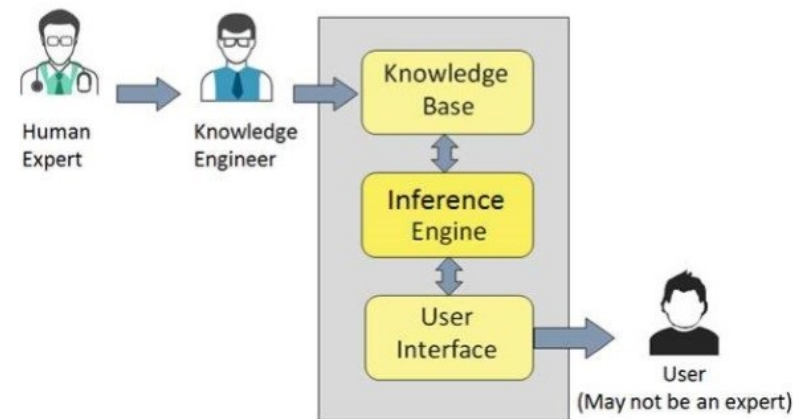 Human
Expert
Knowledge
Engineer
Knowledge
Base
Inference
Engine
User
Interface
User
(May not be an expert)